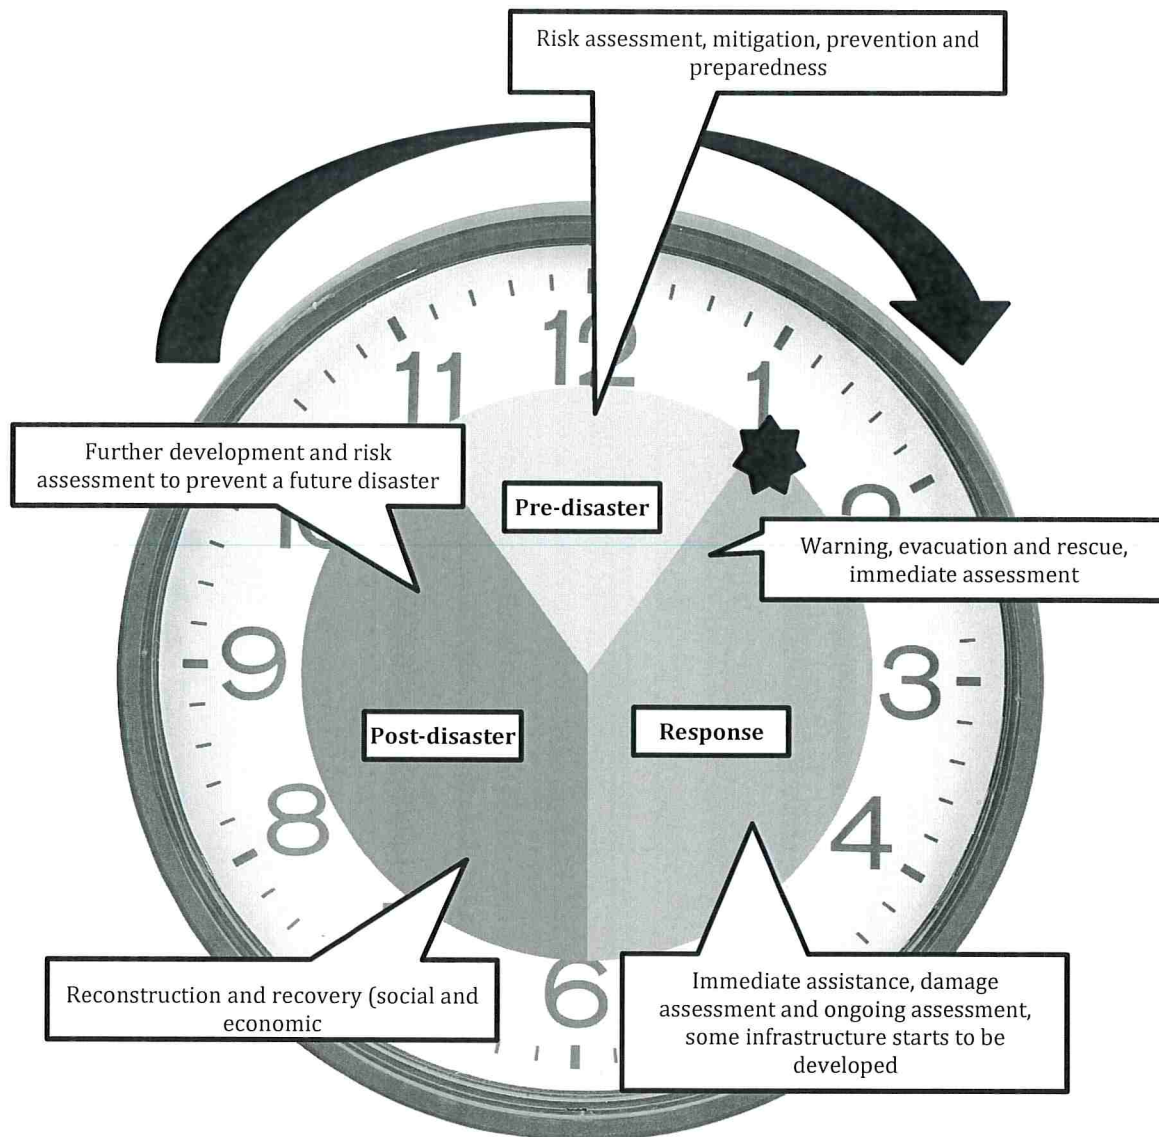 Risk assessment, mitigation, prevention and
preparedness
11
12
1
Further development and risk
assessment to prevent a future disaster
Pre-disaster
10
2
Warning, evacuation and rescue,
immediate assessment
9
3
Post-disaster
Response
8
4
Reconstruction and recovery (social and
economic
6
Immediate assistance, damage
assessment and ongoing assessment,
some infrastructure starts to be
developed